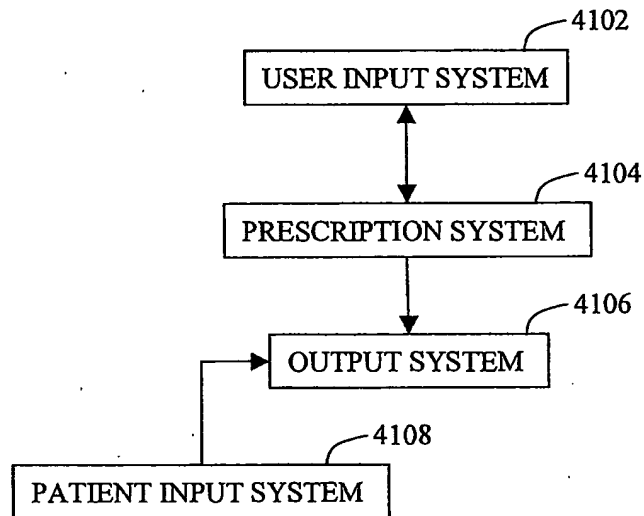 4102
USER INPUT SYSTEM
4104
PRESCRIPTION SYSTEM
4106
OUTPUT SYSTEM
4108
PATIENT INPUT SYSTEM